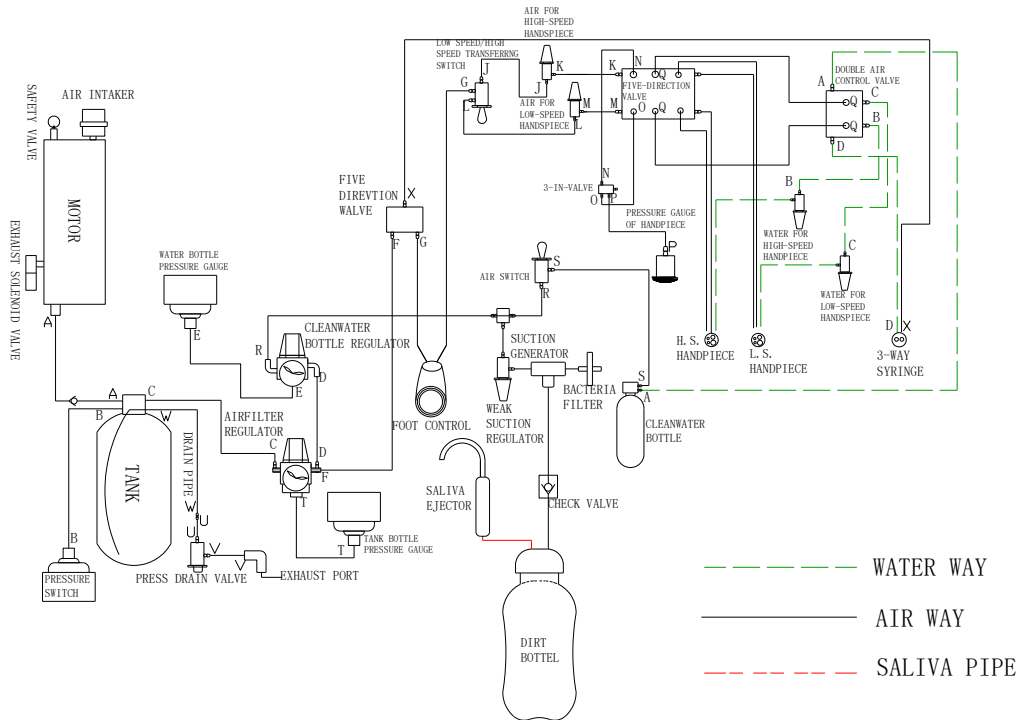 AIR INTAKER
SAFETY VALVE
MOTOR
EXHAUST SOLENOID VALVE
A
WATER BOTTLE
PRESSURE GAUGE
E
R
CLEANWATER
BOTTLE REGULATOR
D
E
A
C
B
W
AIRFILTER
REGULATOR
C
D
F
T
TANK
DRAIN PIPE
W
U
U
V
V
B
PRESSURE
SWITCH
PRESS DRAIN VALVE
EXHAUST PORT
TANK BOTTLE
PRESSURE GAUGE
T
FIVE
DIREVTION
WALVE
X
F
G
FOOT CONTROL
LOW SPEED/HIGH
SPEED TRANSFERRNG
SWITCH
G
J
L
AIR FOR
HIGH-SPEED
HANDSPIECE
K
J
AIR FOR
LOW-SPEED
HANDSPIECE
M
L
K
N
Q
FIVE-DIRECTION
VALVE
M
O
Q
N
3-IN-VALVE
O
P
PRESSURE GAUGE
OF HANDPIECE
P
AIR SWITCH
S
R
SUCTION
GENERATOR
WEAK
SUCTION
REGULATOR
BACTERIA
FILTER
S
A
CLEANWATER
BOTTLE
SALIVA
EJECTOR
CHECK VALVE
DIRT
BOTTEL
DOUBLE AIR
CONTROL VALVE
A
C
Q
B
Q
D
B
WATER FOR
HIGH-SPEED
HANDPIECE
C
WATER FOR
LOW-SPEED
HANDSPIECE
H.S.
HANDPIECE
L.S.
HANDPIECE
D
X
3-WAY
SYRINGE
WATER WAY
AIR WAY
SALIVA PIPE